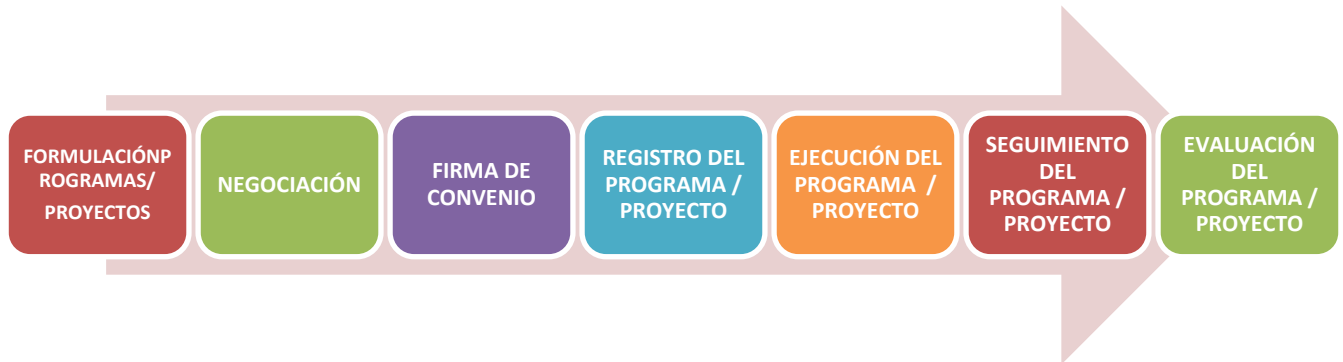 FORMULACIÓNP
ROGRAMAS/
PROYECTOS
NEGOCIACIÓN
FIRMA DE
CONVENIO
REGISTRO DEL
PROGRAMA /
PROYECTO
EJECUCIÓN DEL
PROGRAMA /
PROYECTO
SEGUIMIENTO
DEL
PROGRAMA /
PROYECTO
EVALUACIÓN
DEL
PROGRAMA /
PROYECTO